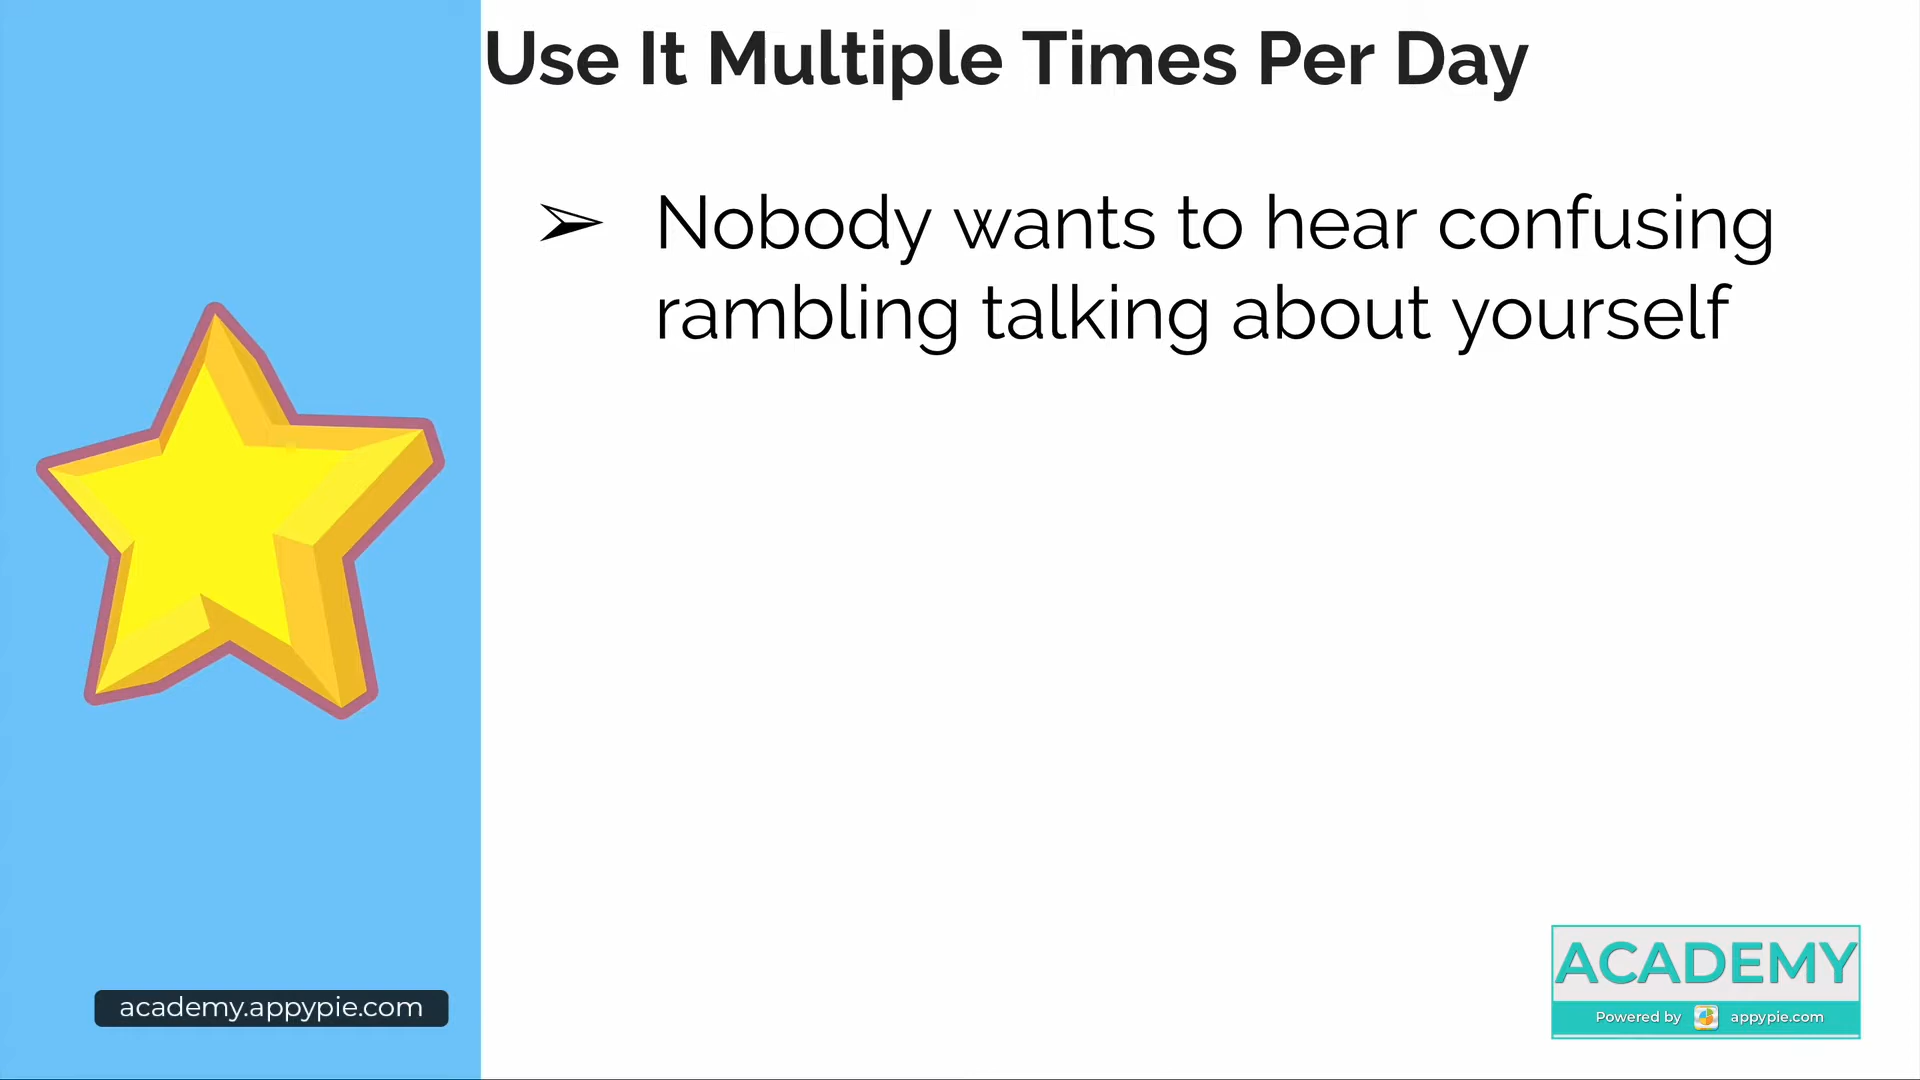 Use It Multiple Times Per Day
➢ Nobody wants to hear confusing
rambling talking about yourself
academy.appypie.com
ACADEMY
Powered by appypie.com